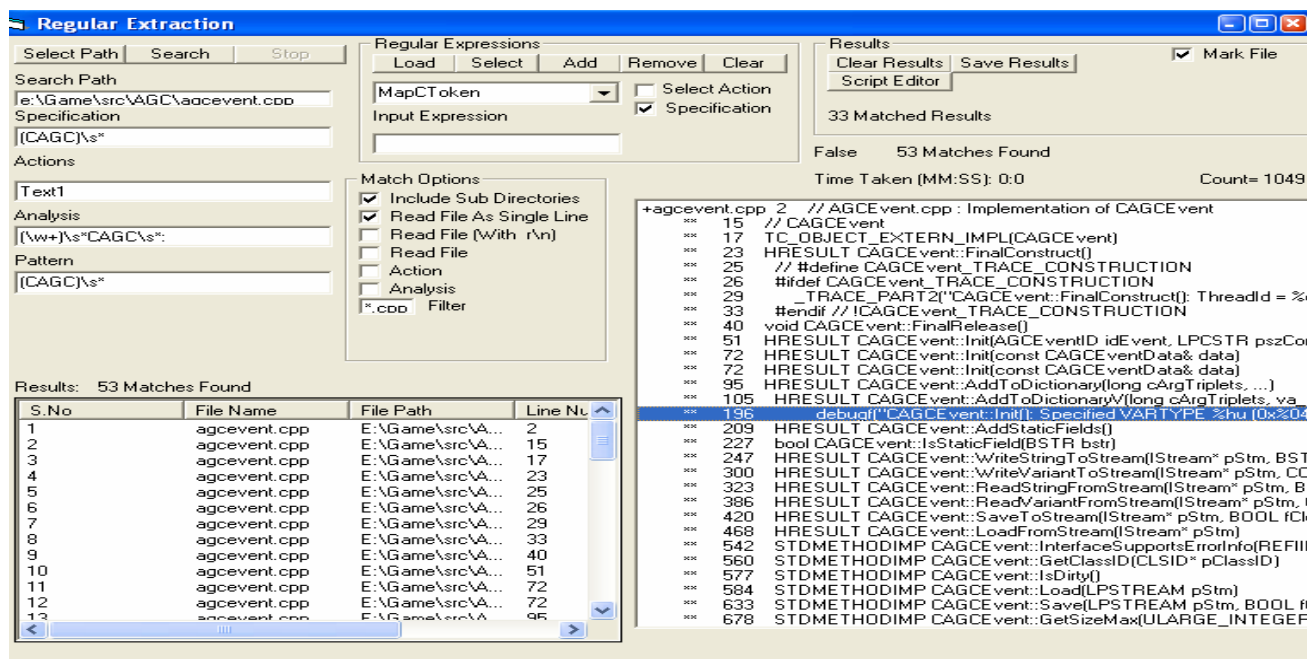 Regular Extraction
Select Path Search Stop
Search Path
e:\Game\src\AGC\agcevent.cpp
Specification
(CAGC)\s*
Actions
Text1
Analysis
(\w+)\s*CAGC\s*:
Pattern
(CAGC)\s*
Regular Expressions
Load Select Add Remove Clear
MapCToken
Select Action
Specification
Input Expression
Match Options
Include Sub Directories
Read File As Single Line
Read File (With r\n)
Read File
Action
Analysis
*.cpp Filter
Results
Clear Results Save Results
Script Editor
Mark File
33 Matched Results
False 53 Matches Found
Time Taken (MM:SS): 0:0 Count= 1049
Results: 53 Matches Found
S.No File Name File Path Line Nu
1 agcevent.cpp E:\Game\src\A... 2
2 agcevent.cpp E:\Game\src\A... 15
3 agcevent.cpp E:\Game\src\A... 17
4 agcevent.cpp E:\Game\src\A... 23
5 agcevent.cpp E:\Game\src\A... 25
6 agcevent.cpp E:\Game\src\A... 26
7 agcevent.cpp E:\Game\src\A... 29
8 agcevent.cpp E:\Game\src\A... 33
9 agcevent.cpp E:\Game\src\A... 40
10 agcevent.cpp E:\Game\src\A... 51
11 agcevent.cpp E:\Game\src\A... 72
12 agcevent.cpp E:\Game\src\A... 72
13 agcevent.cpp E:\Game\src\A... 95
+agcevent.cpp 2 // AGCEvent.cpp : Implementation of CAGCEvent
** 15 // CAGCEvent
** 17 TC_OBJECT_EXTERN_IMPL(CAGCEvent)
** 23 HRESULT CAGCEvent::FinalConstruct()
** 25 // #define CAGCEvent_TRACE_CONSTRUCTION
** 26 #ifdef CAGCEvent_TRACE_CONSTRUCTION
** 29 _TRACE_PART2("CAGCEvent::FinalConstruct(): ThreadId = %
** 33 #endif // !CAGCEvent_TRACE_CONSTRUCTION
** 40 void CAGCEvent::FinalRelease()
** 51 HRESULT CAGCEvent::Init(AGCEventID idEvent, LPCSTR pszCo
** 72 HRESULT CAGCEvent::Init(const CAGCEventData& data)
** 72 HRESULT CAGCEvent::Init(const CAGCEventData& data)
** 95 HRESULT CAGCEvent::AddToDictionary(long cArgTriplets, ...)
** 105 HRESULT CAGCEvent::AddToDictionaryV(long cArgTriplets, va_
** 196 debugf("CAGCEvent::Init(): Specified VARTYPE %hu (0x%04
** 209 HRESULT CAGCEvent::AddStaticFields()
** 227 bool CAGCEvent::IsStaticField(BSTR bstr)
** 247 HRESULT CAGCEvent::WriteStringToStream(IStream* pStm, BST
** 300 HRESULT CAGCEvent::WriteVariantToStream(IStream* pStm, CO
** 323 HRESULT CAGCEvent::ReadStringFromStream(IStream* pStm, B
** 386 HRESULT CAGCEvent::ReadVariantFromStream(IStream* pStm,
** 420 HRESULT CAGCEvent::SaveToStream(IStream* pStm, BOOL fCle
** 468 HRESULT CAGCEvent::LoadFromStream(IStream* pStm)
** 542 STDMETHODIMP CAGCEvent::InterfaceSupportsErrorInfo(REFII
** 560 STDMETHODIMP CAGCEvent::GetClassID(CLSID* pClassID)
** 577 STDMETHODIMP CAGCEvent::IsDirty()
** 584 STDMETHODIMP CAGCEvent::Load(LPSTREAM pStm)
** 633 STDMETHODIMP CAGCEvent::Save(LPSTREAM pStm, BOOL f
** 678 STDMETHODIMP CAGCEvent::GetSizeMax(ULARGE_INTEGER